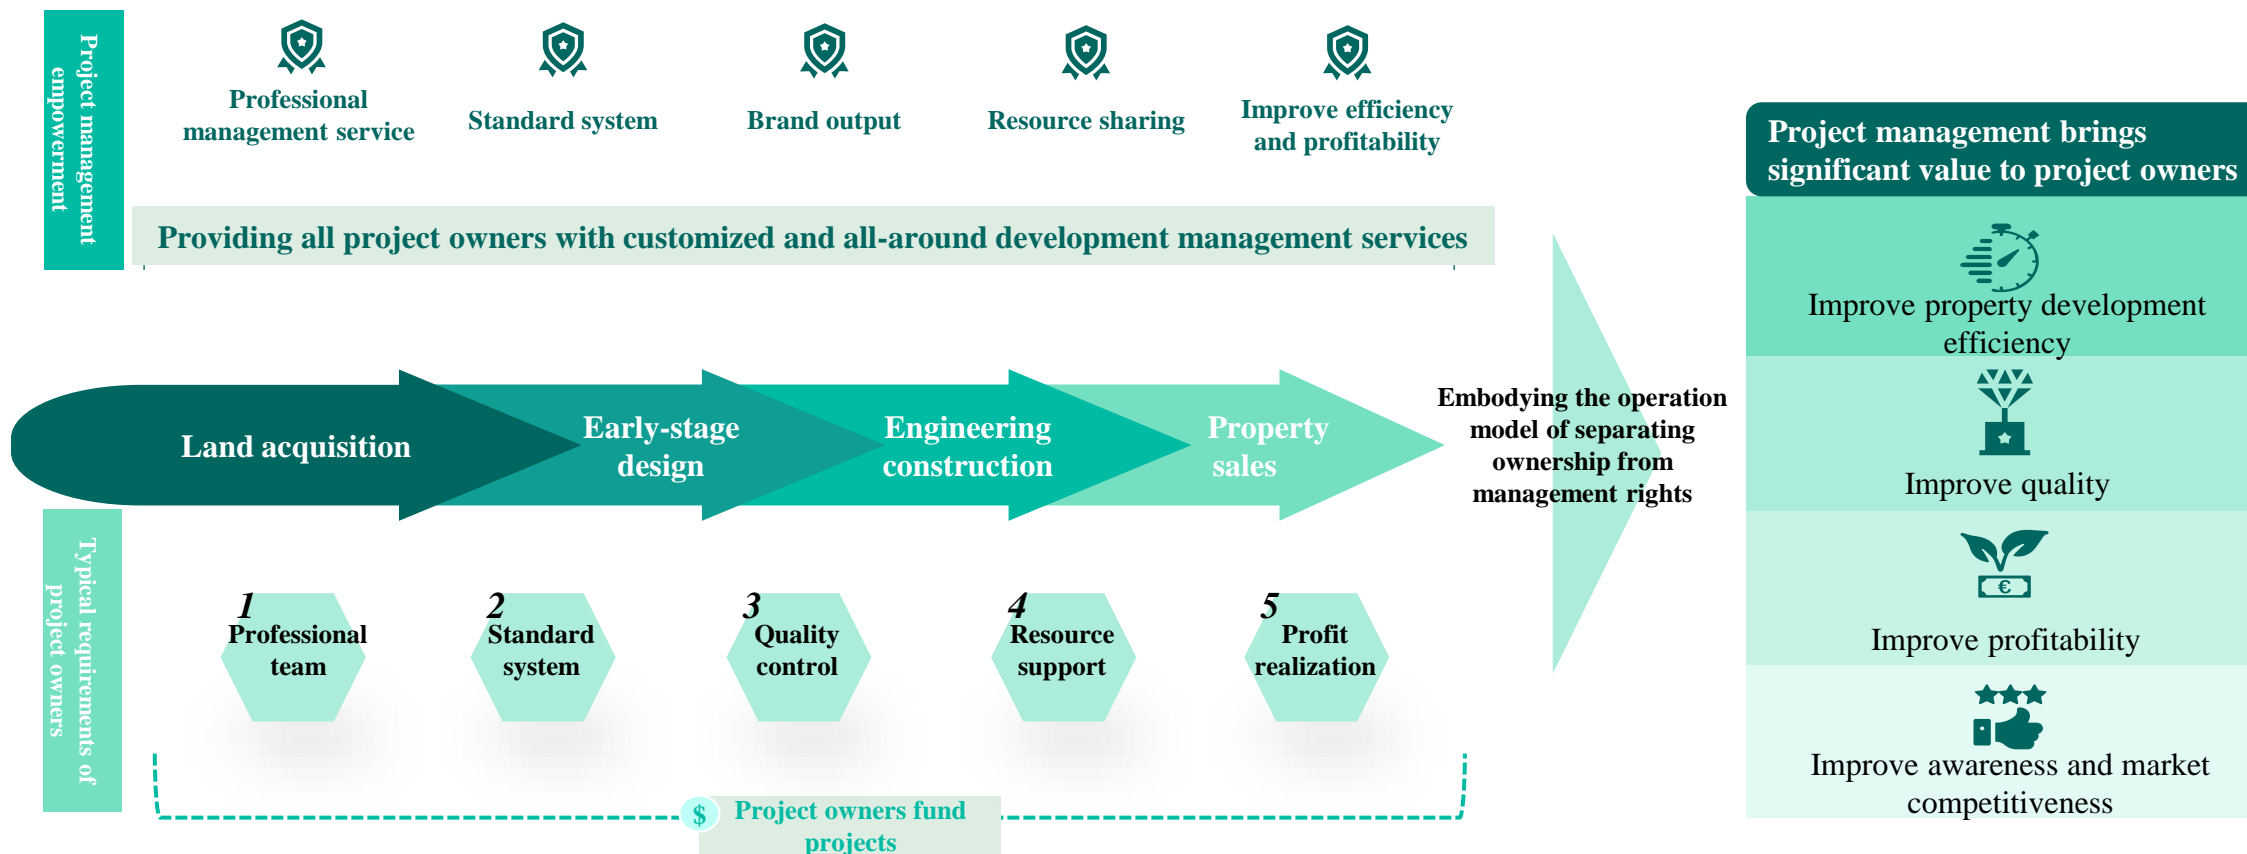 Project management
empowerment
Professional
management service
Standard system
Brand output
Resource sharing
Improve efficiency
and profitability
Providing all project owners with customized and all-around development management services
Land acquisition
Early-stage
design
Engineering
construction
Property
sales
Embodying the operation
model of separating
ownership from
management rights
Typical requirements of
project owners
1
Professional
team
2
Standard
system
3
Quality
control
4
Resource
support
5
Profit
realization
$
Project owners fund
projects
Project management brings
significant value to project owners
Improve property development
efficiency
Improve quality
€
Improve profitability
Improve awareness and market
competitiveness